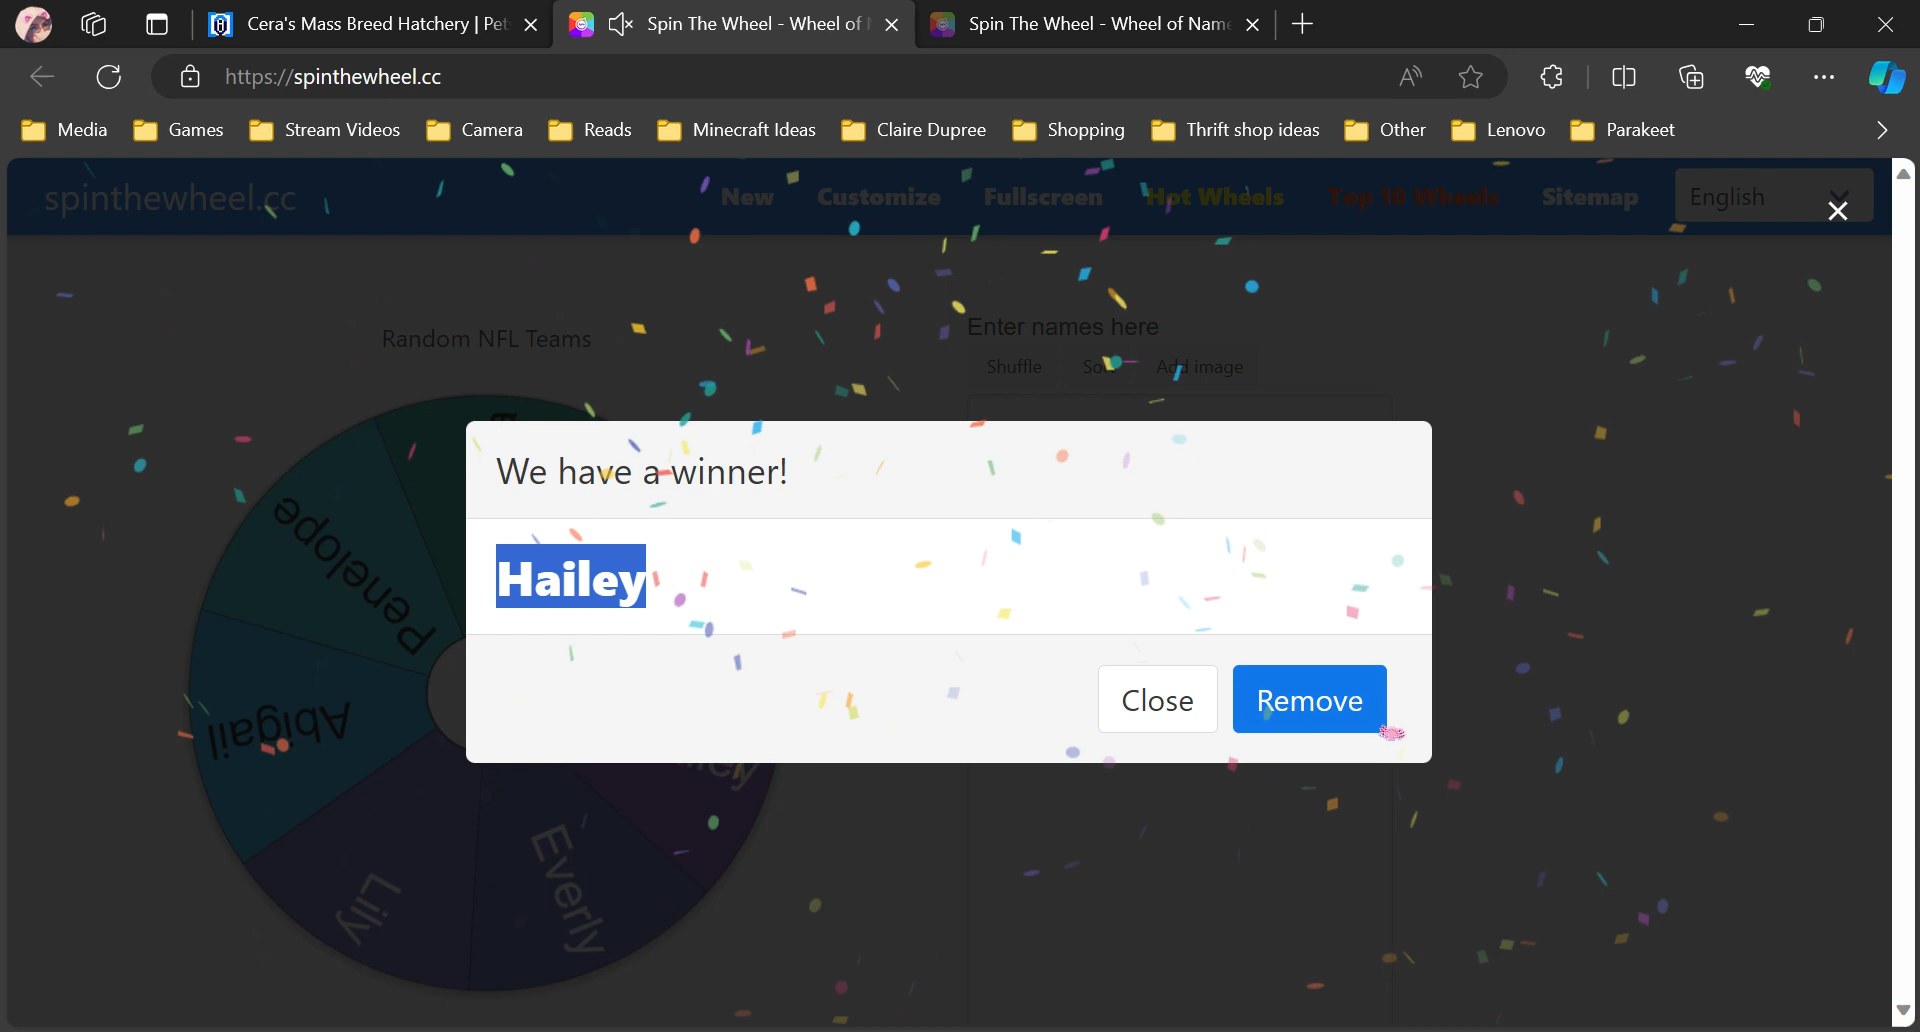 Cera's Mass Breed Hatchery | Pet
Spin The Wheel - Wheel of
Spin The Wheel - Wheel of Name
https://spinthewheel.cc
Media
Games
Stream Videos
Camera
Reads
Minecraft Ideas
Claire Dupree
Shopping
Thrift shop ideas
Other
Lenovo
Parakeet
spinthewheel.cc
New
Customize
Fullscreen
Hot Wheels
Top 10 Wheels
Sitemap
English
Random NFL Teams
Enter names here
Shuffle
Sort
Add image
We have a winner!
Hailey
Close
Remove
Penelope
Abigail
Lily
Everly